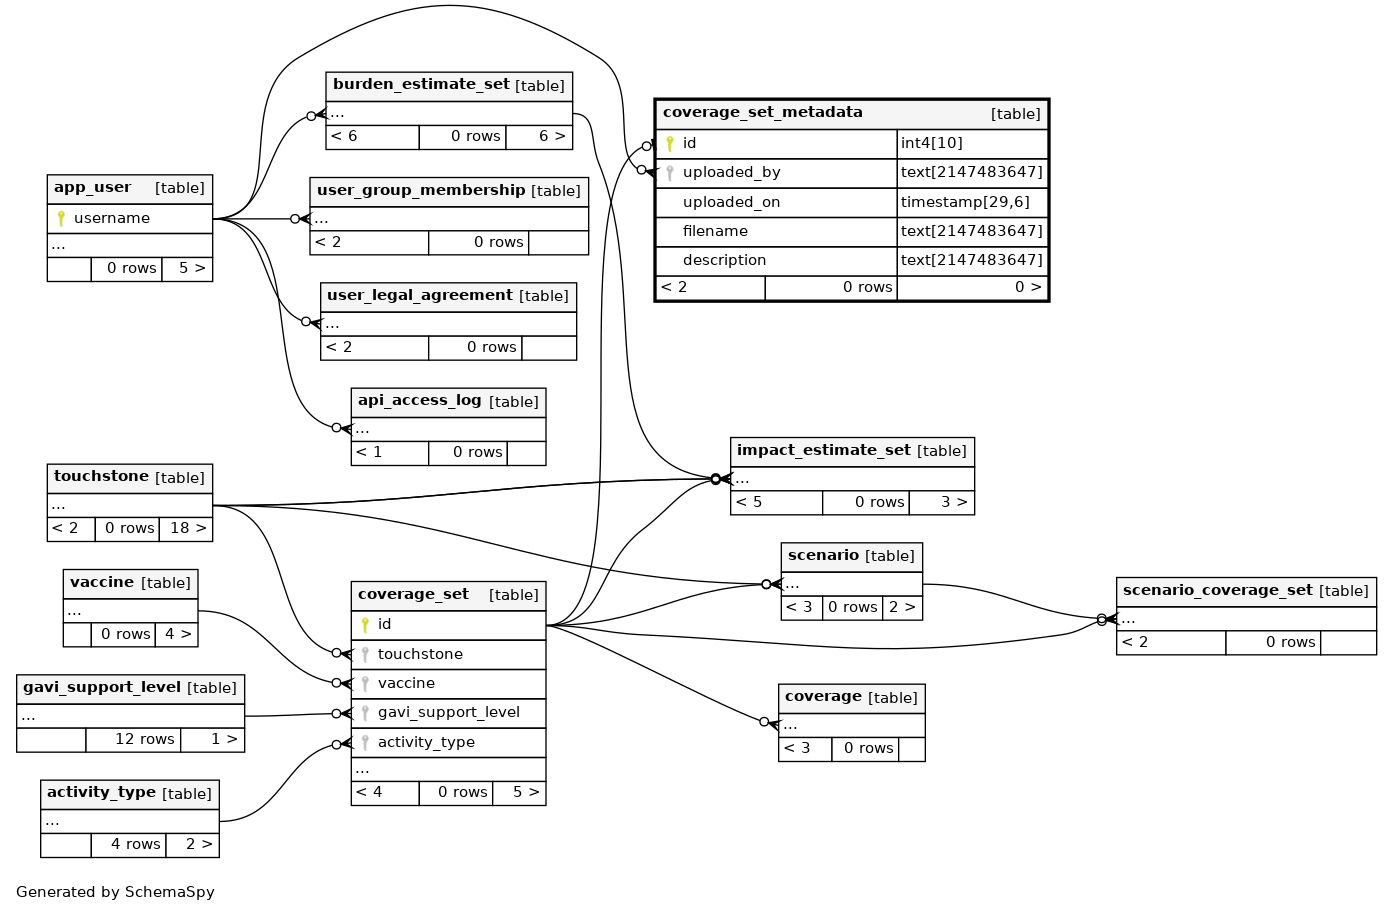 burden_estimate_set [table]
...
< 6 0 rows 6 >
coverage_set_metadata [table]
id int4[10]
uploaded_by text[2147483647]
uploaded_on timestamp[29,6]
filename text[2147483647]
description text[2147483647]
< 2 0 rows 0 >
app_user [table]
username
...
0 rows 5 >
user_group_membership [table]
...
< 2 0 rows
user_legal_agreement [table]
...
< 2 0 rows
api_access_log [table]
...
< 1 0 rows
touchstone [table]
...
< 2 0 rows 18 >
impact_estimate_set [table]
...
< 5 0 rows 3 >
vaccine [table]
...
0 rows 4 >
coverage_set [table]
id
touchstone
vaccine
gavi_support_level
activity_type
...
< 4 0 rows 5 >
scenario [table]
...
< 3 0 rows 2 >
scenario_coverage_set [table]
...
< 2 0 rows
gavi_support_level [table]
...
12 rows 1 >
coverage [table]
...
< 3 0 rows
activity_type [table]
...
4 rows 2 >
Generated by SchemaSpy